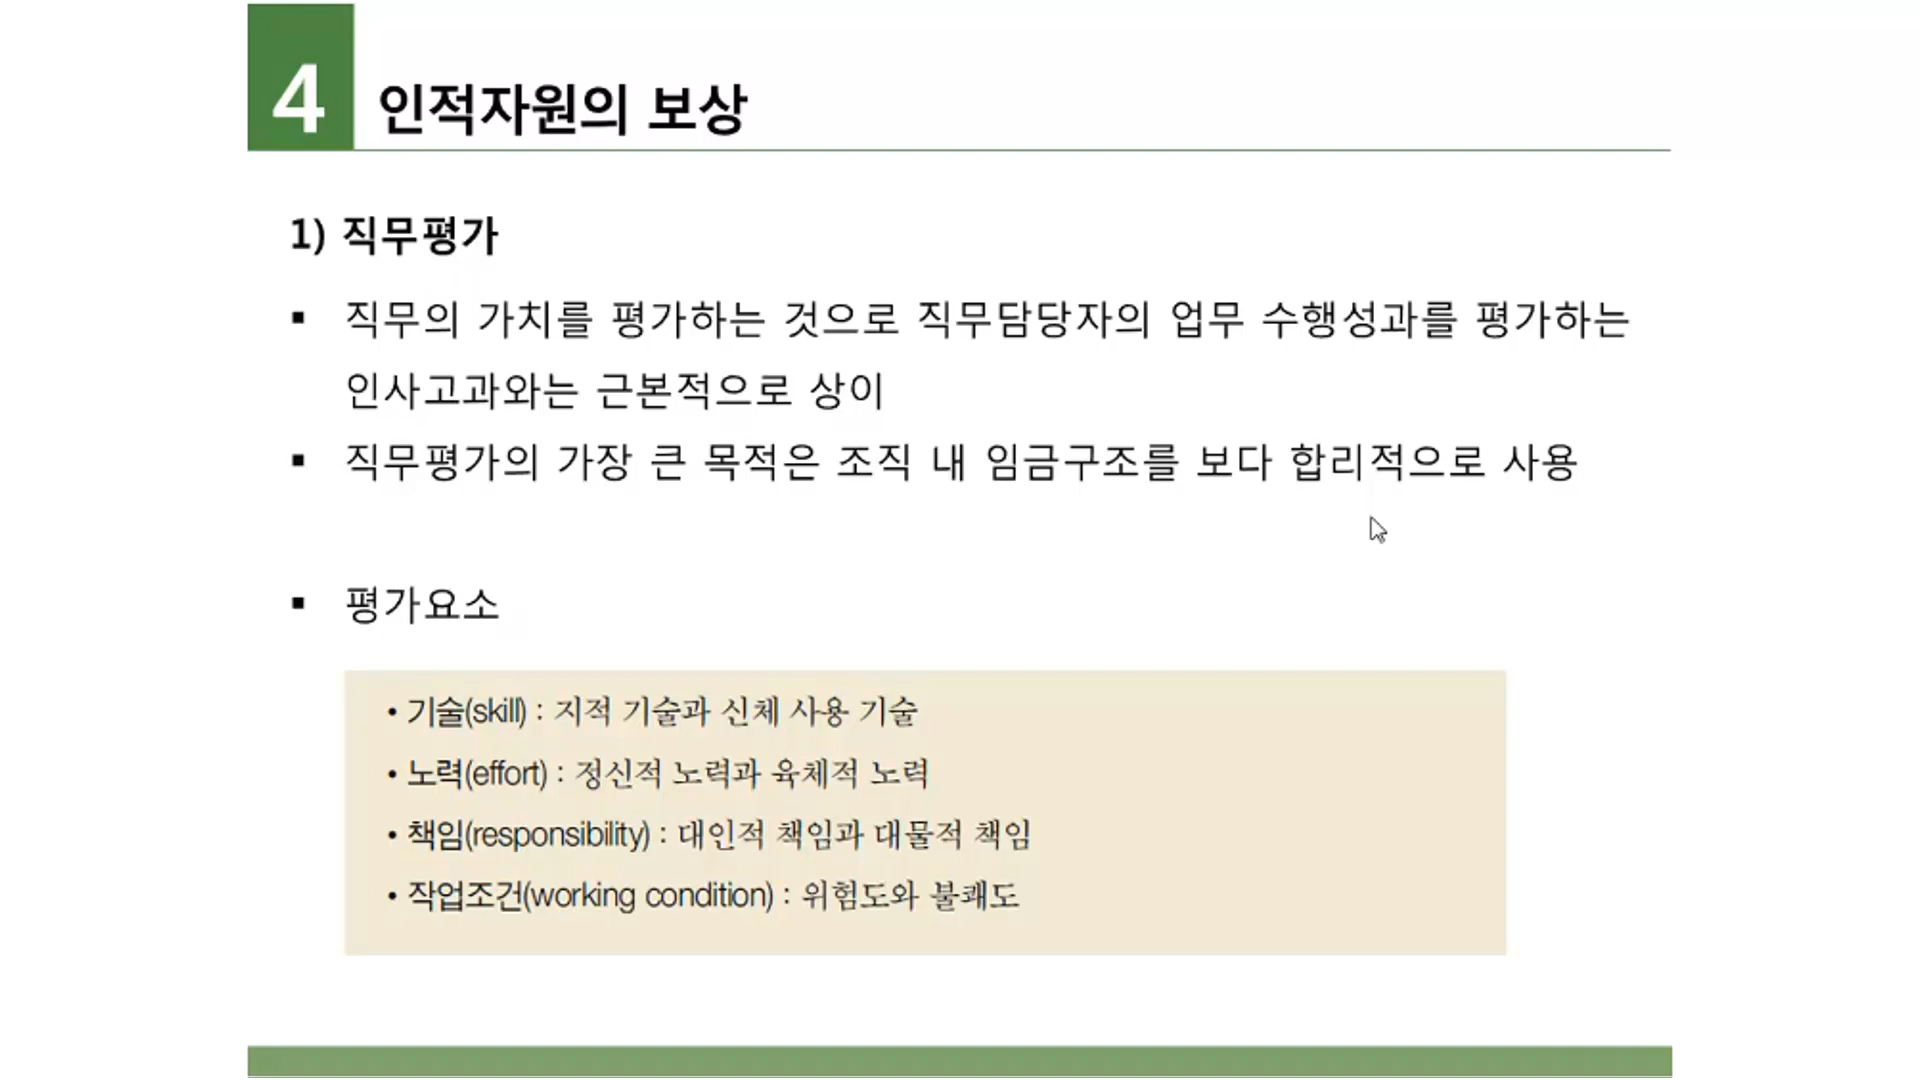 4 인적자원의 보상
1) 직무평가
▪ 직무의 가치를 평가하는 것으로 직무담당자의 업무 수행성과를 평가하는
인사고과와는 근본적으로 상이
▪ 직무평가의 가장 큰 목적은 조직 내 임금구조를 보다 합리적으로 사용
▪ 평가요소
• 기술(skill) : 지적 기술과 신체 사용 기술
• 노력(effort) : 정신적 노력과 육체적 노력
• 책임(responsibility) : 대인적 책임과 대물적 책임
• 작업조건(working condition) : 위험도와 불쾌도